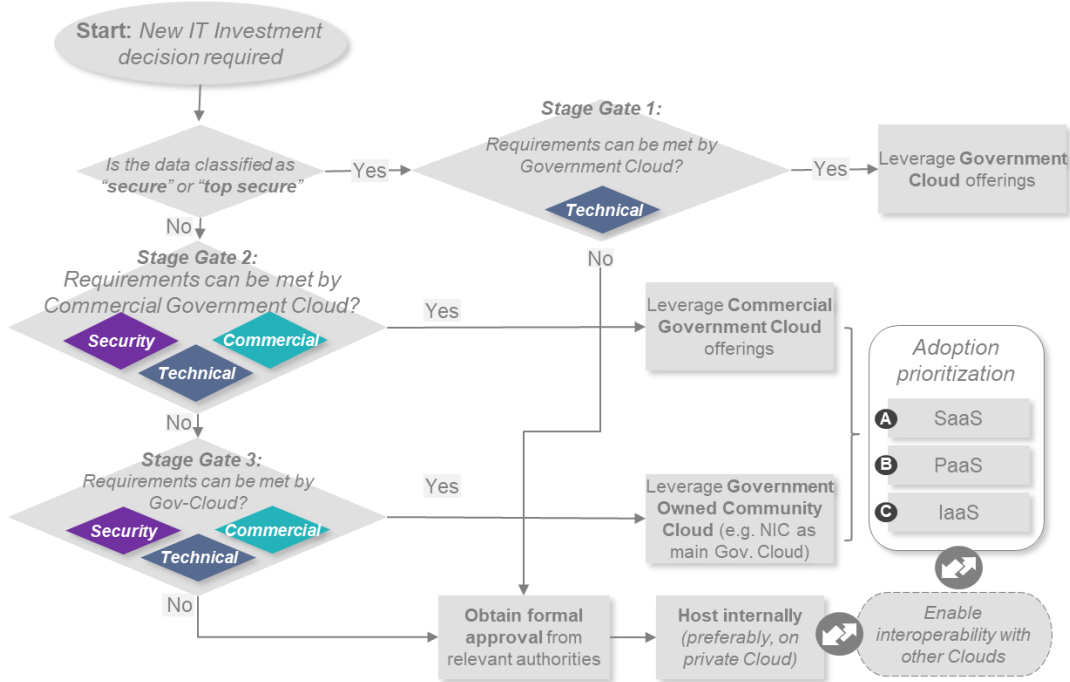 Start: New IT Investment
decision required
Is the data classified as
“secure” or “top secure”
Yes
Stage Gate 1:
Requirements can be met by
Government Cloud?
Technical
Yes
Leverage Government
Cloud offerings
No
No
Stage Gate 2:
Requirements can be met by
Commercial Government Cloud?
Security
Commercial
Technical
Yes
Leverage Commercial
Government Cloud
offerings
No
Stage Gate 3:
Requirements can be met by
Gov-Cloud?
Security
Commercial
Technical
Yes
Leverage Government
Owned Community
Cloud (e.g. NIC as
main Gov. Cloud)
Adoption
prioritization
A SaaS
B PaaS
C IaaS
No
Obtain formal
approval from
relevant authorities
Host internally
(preferably, on
private Cloud)
Enable
interoperability with
other Clouds